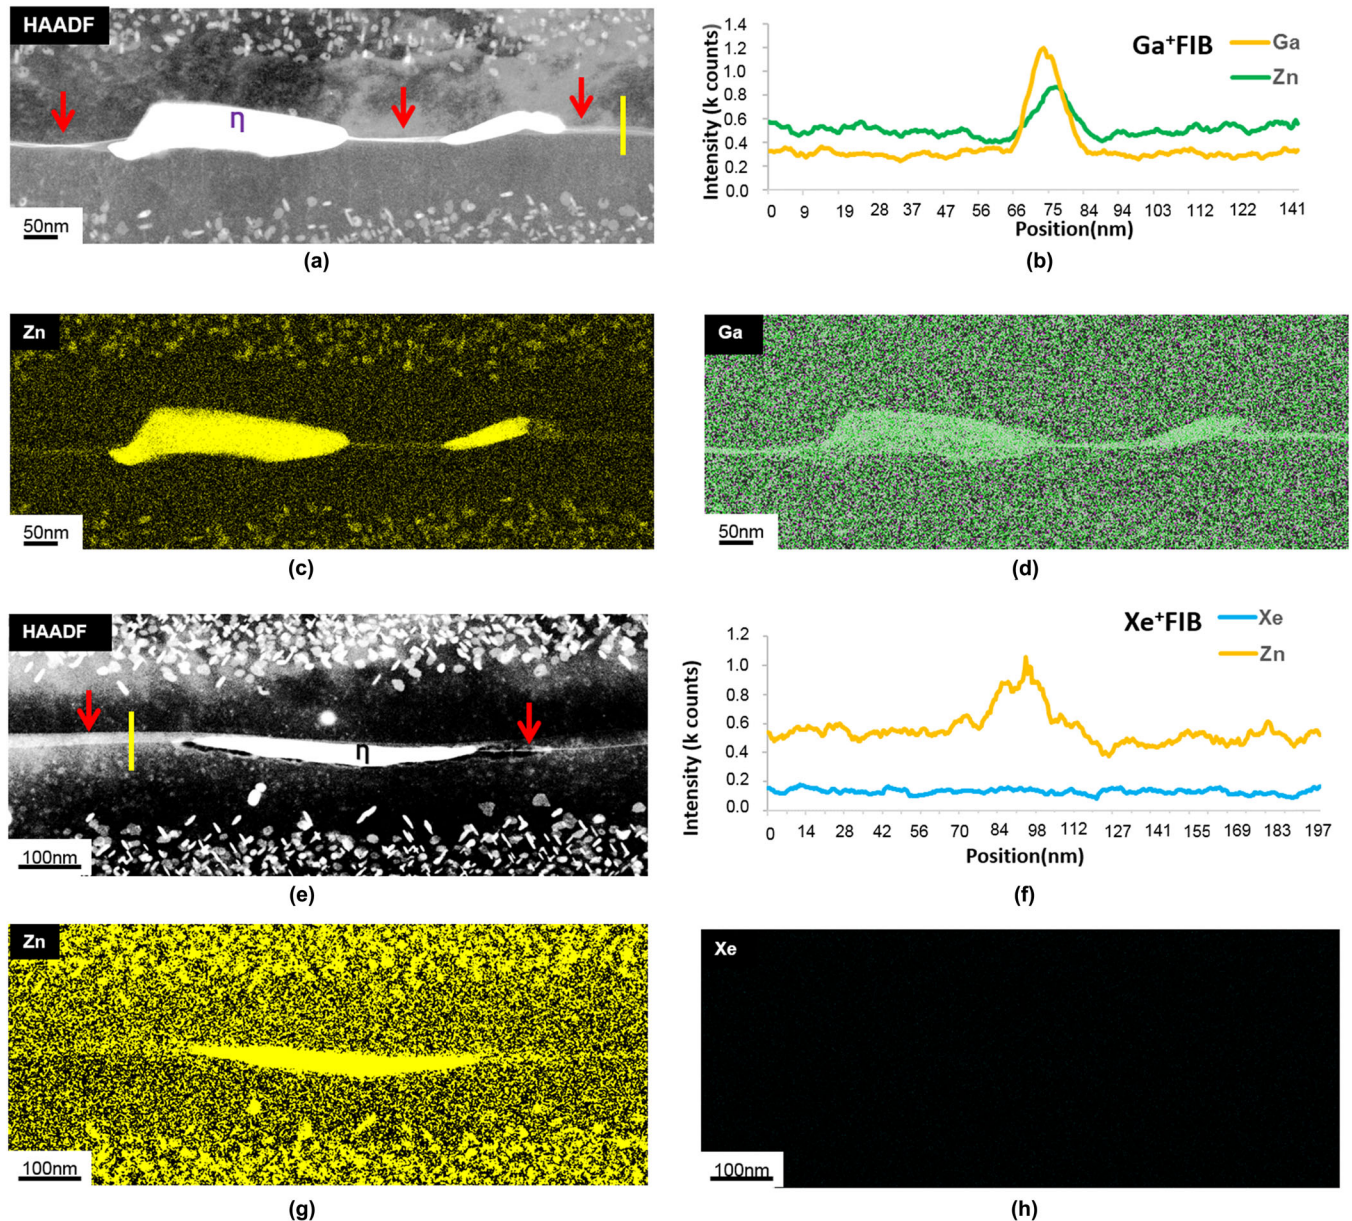 HAADF
η
50nm
(a)
Ga⁺FIB
Ga
Zn
Intensity (k counts)
1.4
1.2
1.0
0.8
0.6
0.4
0.2
0.0
0 9 19 28 37 47 56 66 75 84 94 103 112 122 141
Position(nm)
(b)
Zn
50nm
(c)
Ga
50nm
(d)
HAADF
η
100nm
(e)
Xe⁺FIB
Xe
Zn
Intensity (k counts)
1.2
1.0
0.8
0.6
0.4
0.2
0.0
0 14 28 42 56 70 84 98 112 127 141 155 169 183 197
Position(nm)
(f)
Zn
100nm
(g)
Xe
100nm
(h)